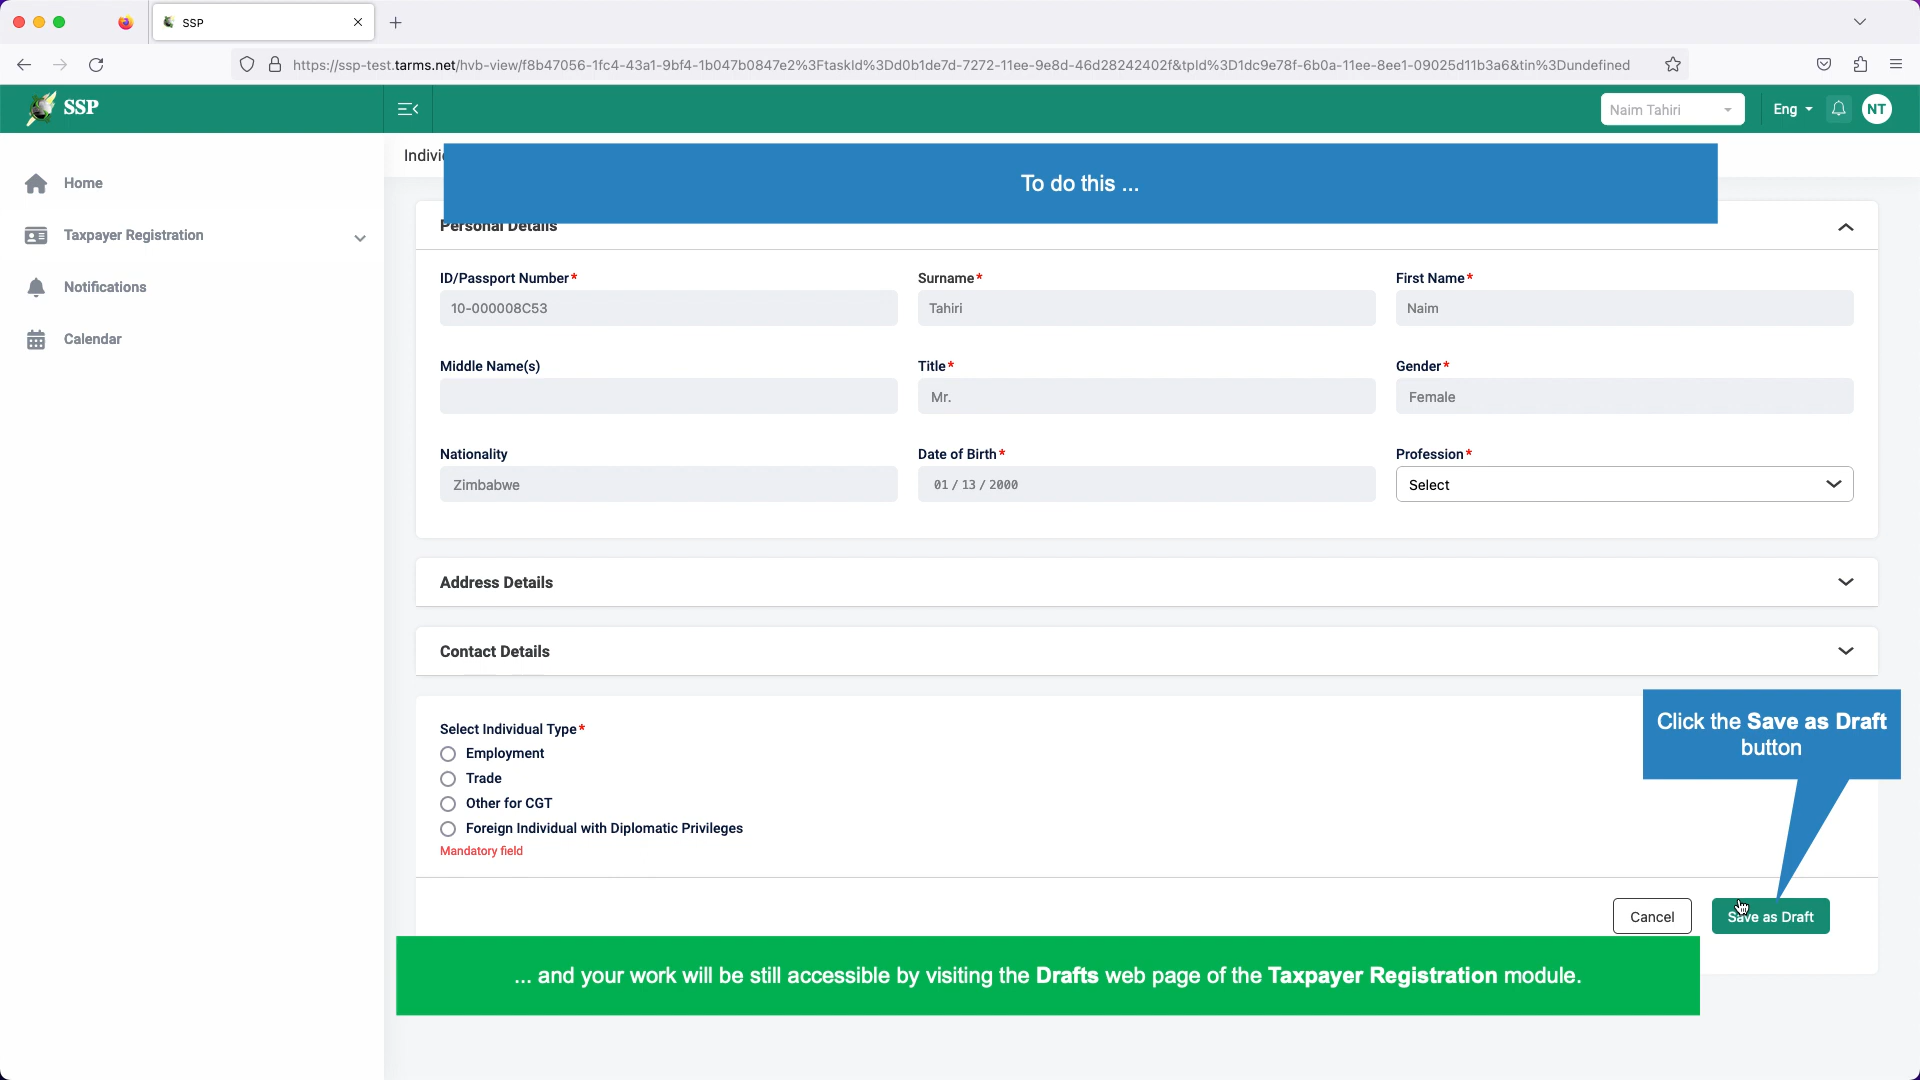 SSP
https://ssp-test.tarms.net/hvb-view/f8b47056-1fc4-43a1-9bf4-1b047b0847e2%3FtaskId%3Dd0b1de7d-7272-11ee-9e8d-46d28242402f&tpId%3D1dc9e78f-6b0a-11ee-8ee1-09025d11b3a6&tin%3Dundefined
SSP
Naim Tahiri
Eng
NT
Home
Taxpayer Registration
Notifications
Calendar
To do this ...
Personal Details
ID/Passport Number*
Surname*
First Name*
10-000008C53
Tahiri
Naim
Middle Name(s)
Title*
Gender*
Mr.
Female
Nationality
Date of Birth*
Profession*
Zimbabwe
01 / 13 / 2000
Select
Address Details
Contact Details
Select Individual Type*
Employment
Trade
Other for CGT
Foreign Individual with Diplomatic Privileges
Mandatory field
Click the Save as Draft
button
Cancel
Save as Draft
... and your work will be still accessible by visiting the Drafts web page of the Taxpayer Registration module.